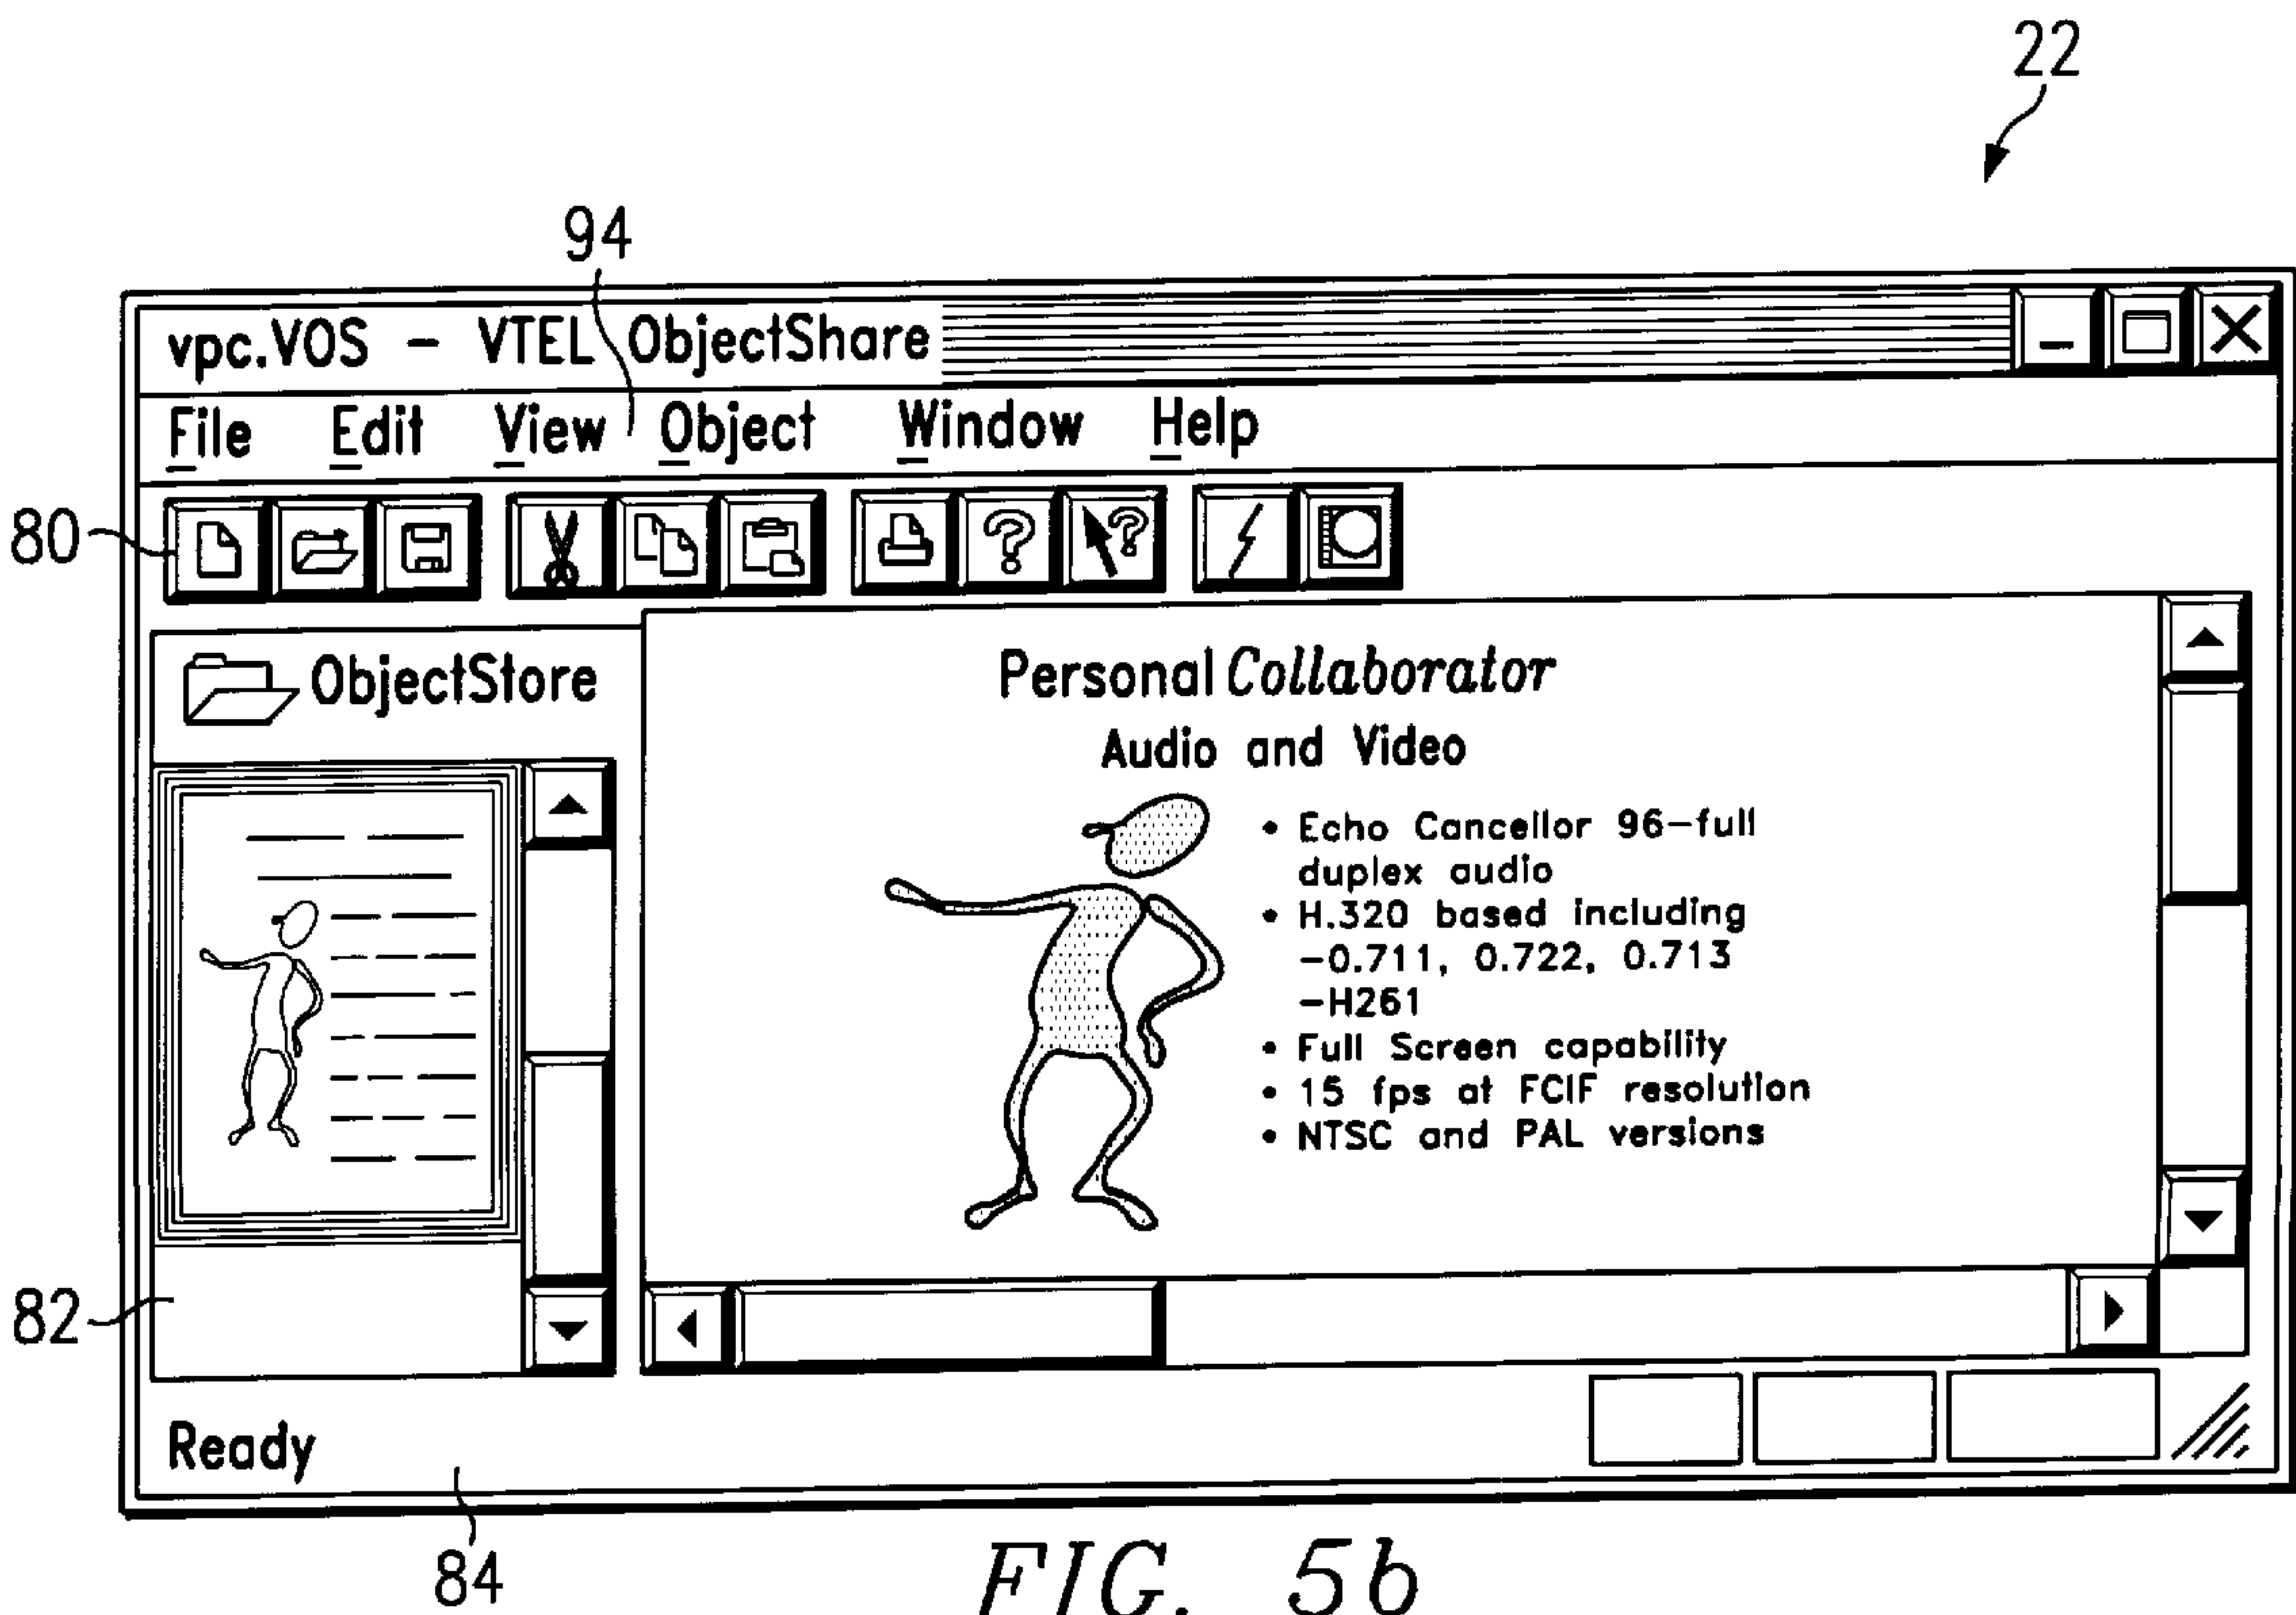 22
94
vpc.VOS - VTEL ObjectShare
File Edit View Object Window Help
80
ObjectStore
Personal Collaborator
Audio and Video
• Echo Cancellor 96-full
duplex audio
• H.320 based including
-0.711, 0.722, 0.713
-H261
• Full Screen capability
• 15 fps at FCIF resolution
• NTSC and PAL versions
82
Ready
84
FIG. 5b